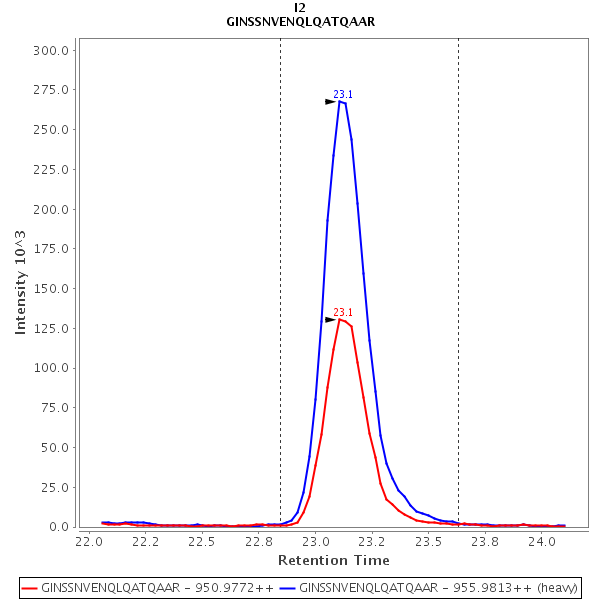 I2
GINSSNVENQLQATQAAR
300.0
275.0
250.0
225.0
200.0
175.0
150.0
125.0
100.0
75.0
50.0
25.0
0.0
Intensity 10^3
23.1
23.1
22.0 22.2 22.5 22.8 23.0 23.2 23.5 23.8 24.0
Retention Time
GINSSNVENQLQATQAAR - 950.9772++ GINSSNVENQLQATQAAR - 955.9813++ (heavy)